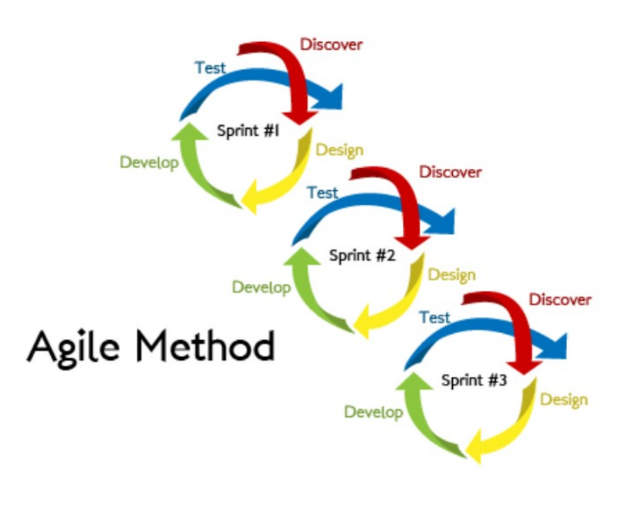 Discover
Test
Sprint #1
Design
Develop
Discover
Test
Sprint #2
Design
Develop
Discover
Test
Agile Method
Sprint #3
Design
Develop